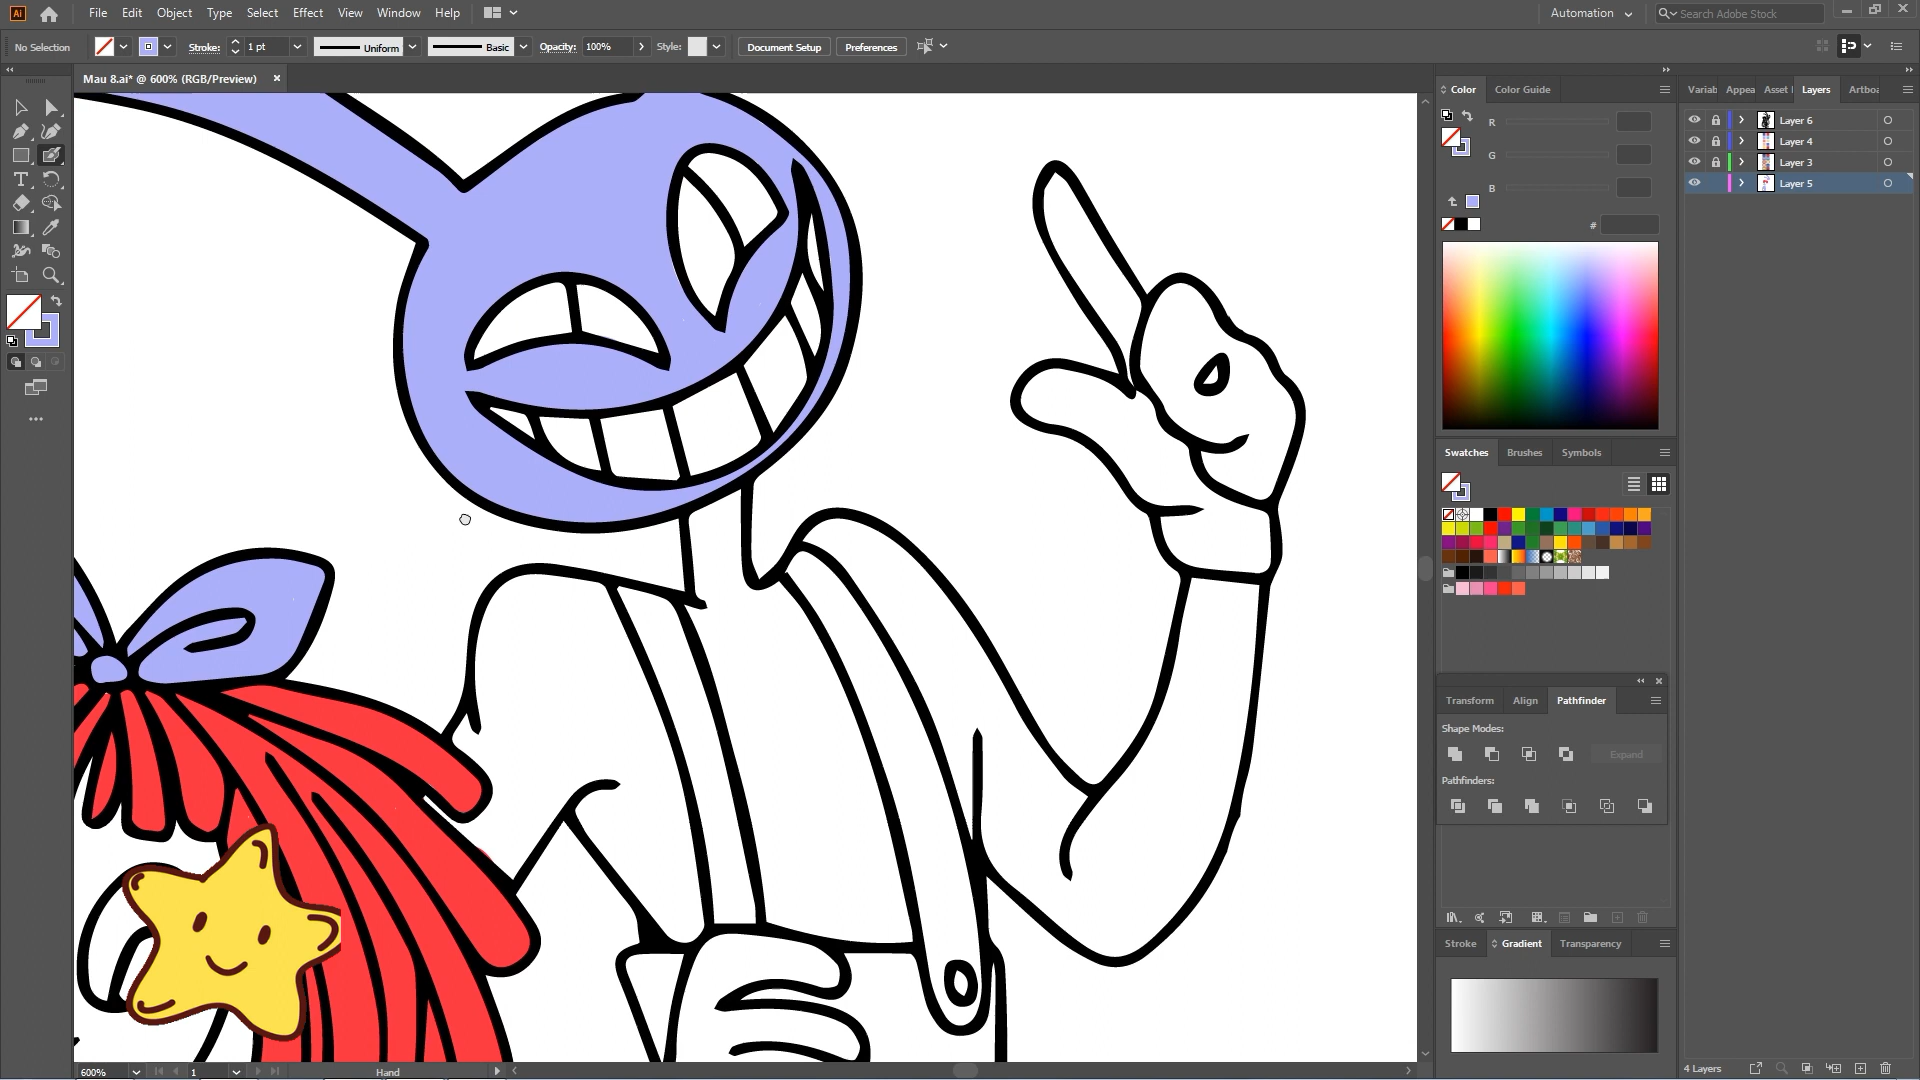 Ai File Edit Object Type Select Effect View Window Help Automation Search Adobe Stock
No Selection Stroke: 1 pt Uniform Basic Opacity: 100% Style: Document Setup Preferences
Mau 8.ai* @ 600% (RGB/Preview)
Color Color Guide
R
G
B
#
Variab Appea Asset Layers Artboa
Layer 6
Layer 4
Layer 3
Layer 5
Swatches Brushes Symbols
Transform Align Pathfinder
Shape Modes:
Expand
Pathfinders:
Stroke Gradient Transparency
600% 1 Hand
4 Layers